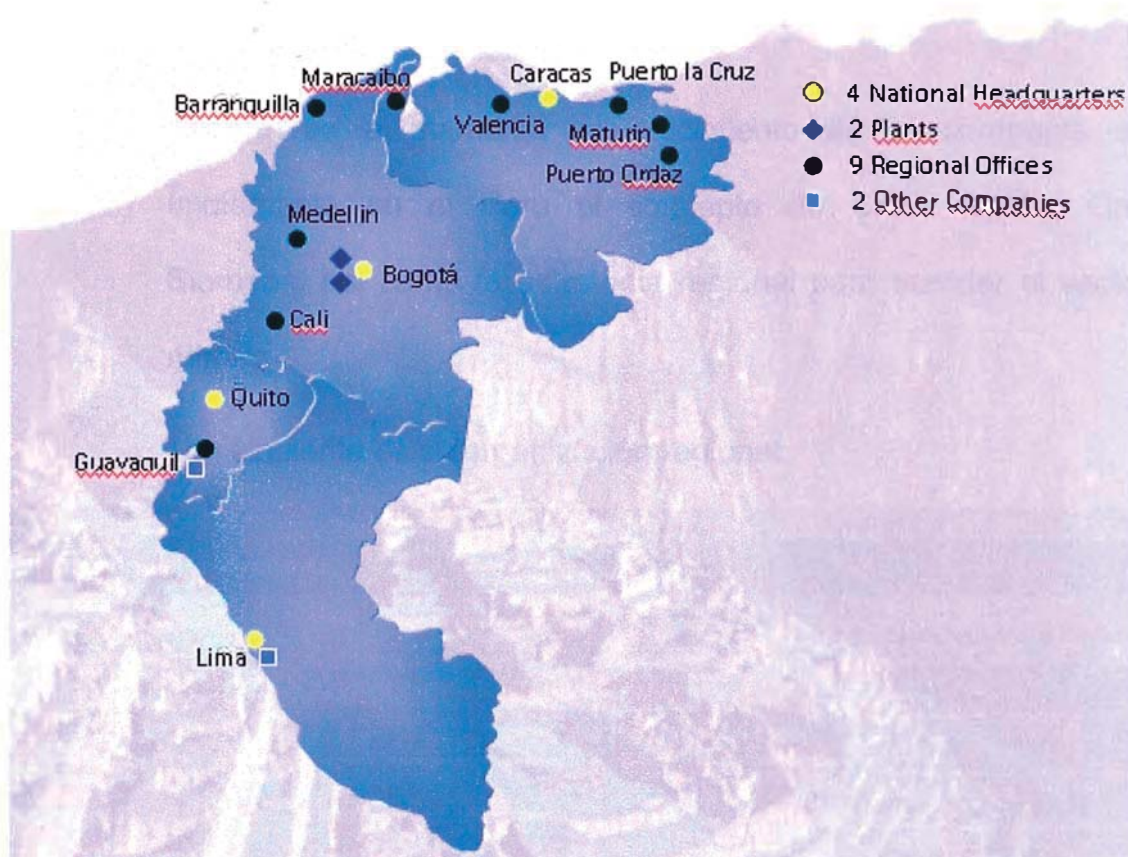 Maracaibo
Caracas
Puerto la Cruz
Barranquilla
Valencia
Maturin
Puerto Ordaz
4 National Headquarters
2 Plants
9 Regional Offices
2 Other Companies
Medellin
Bogotá
Cali
Quito
Guayaquil
Lima